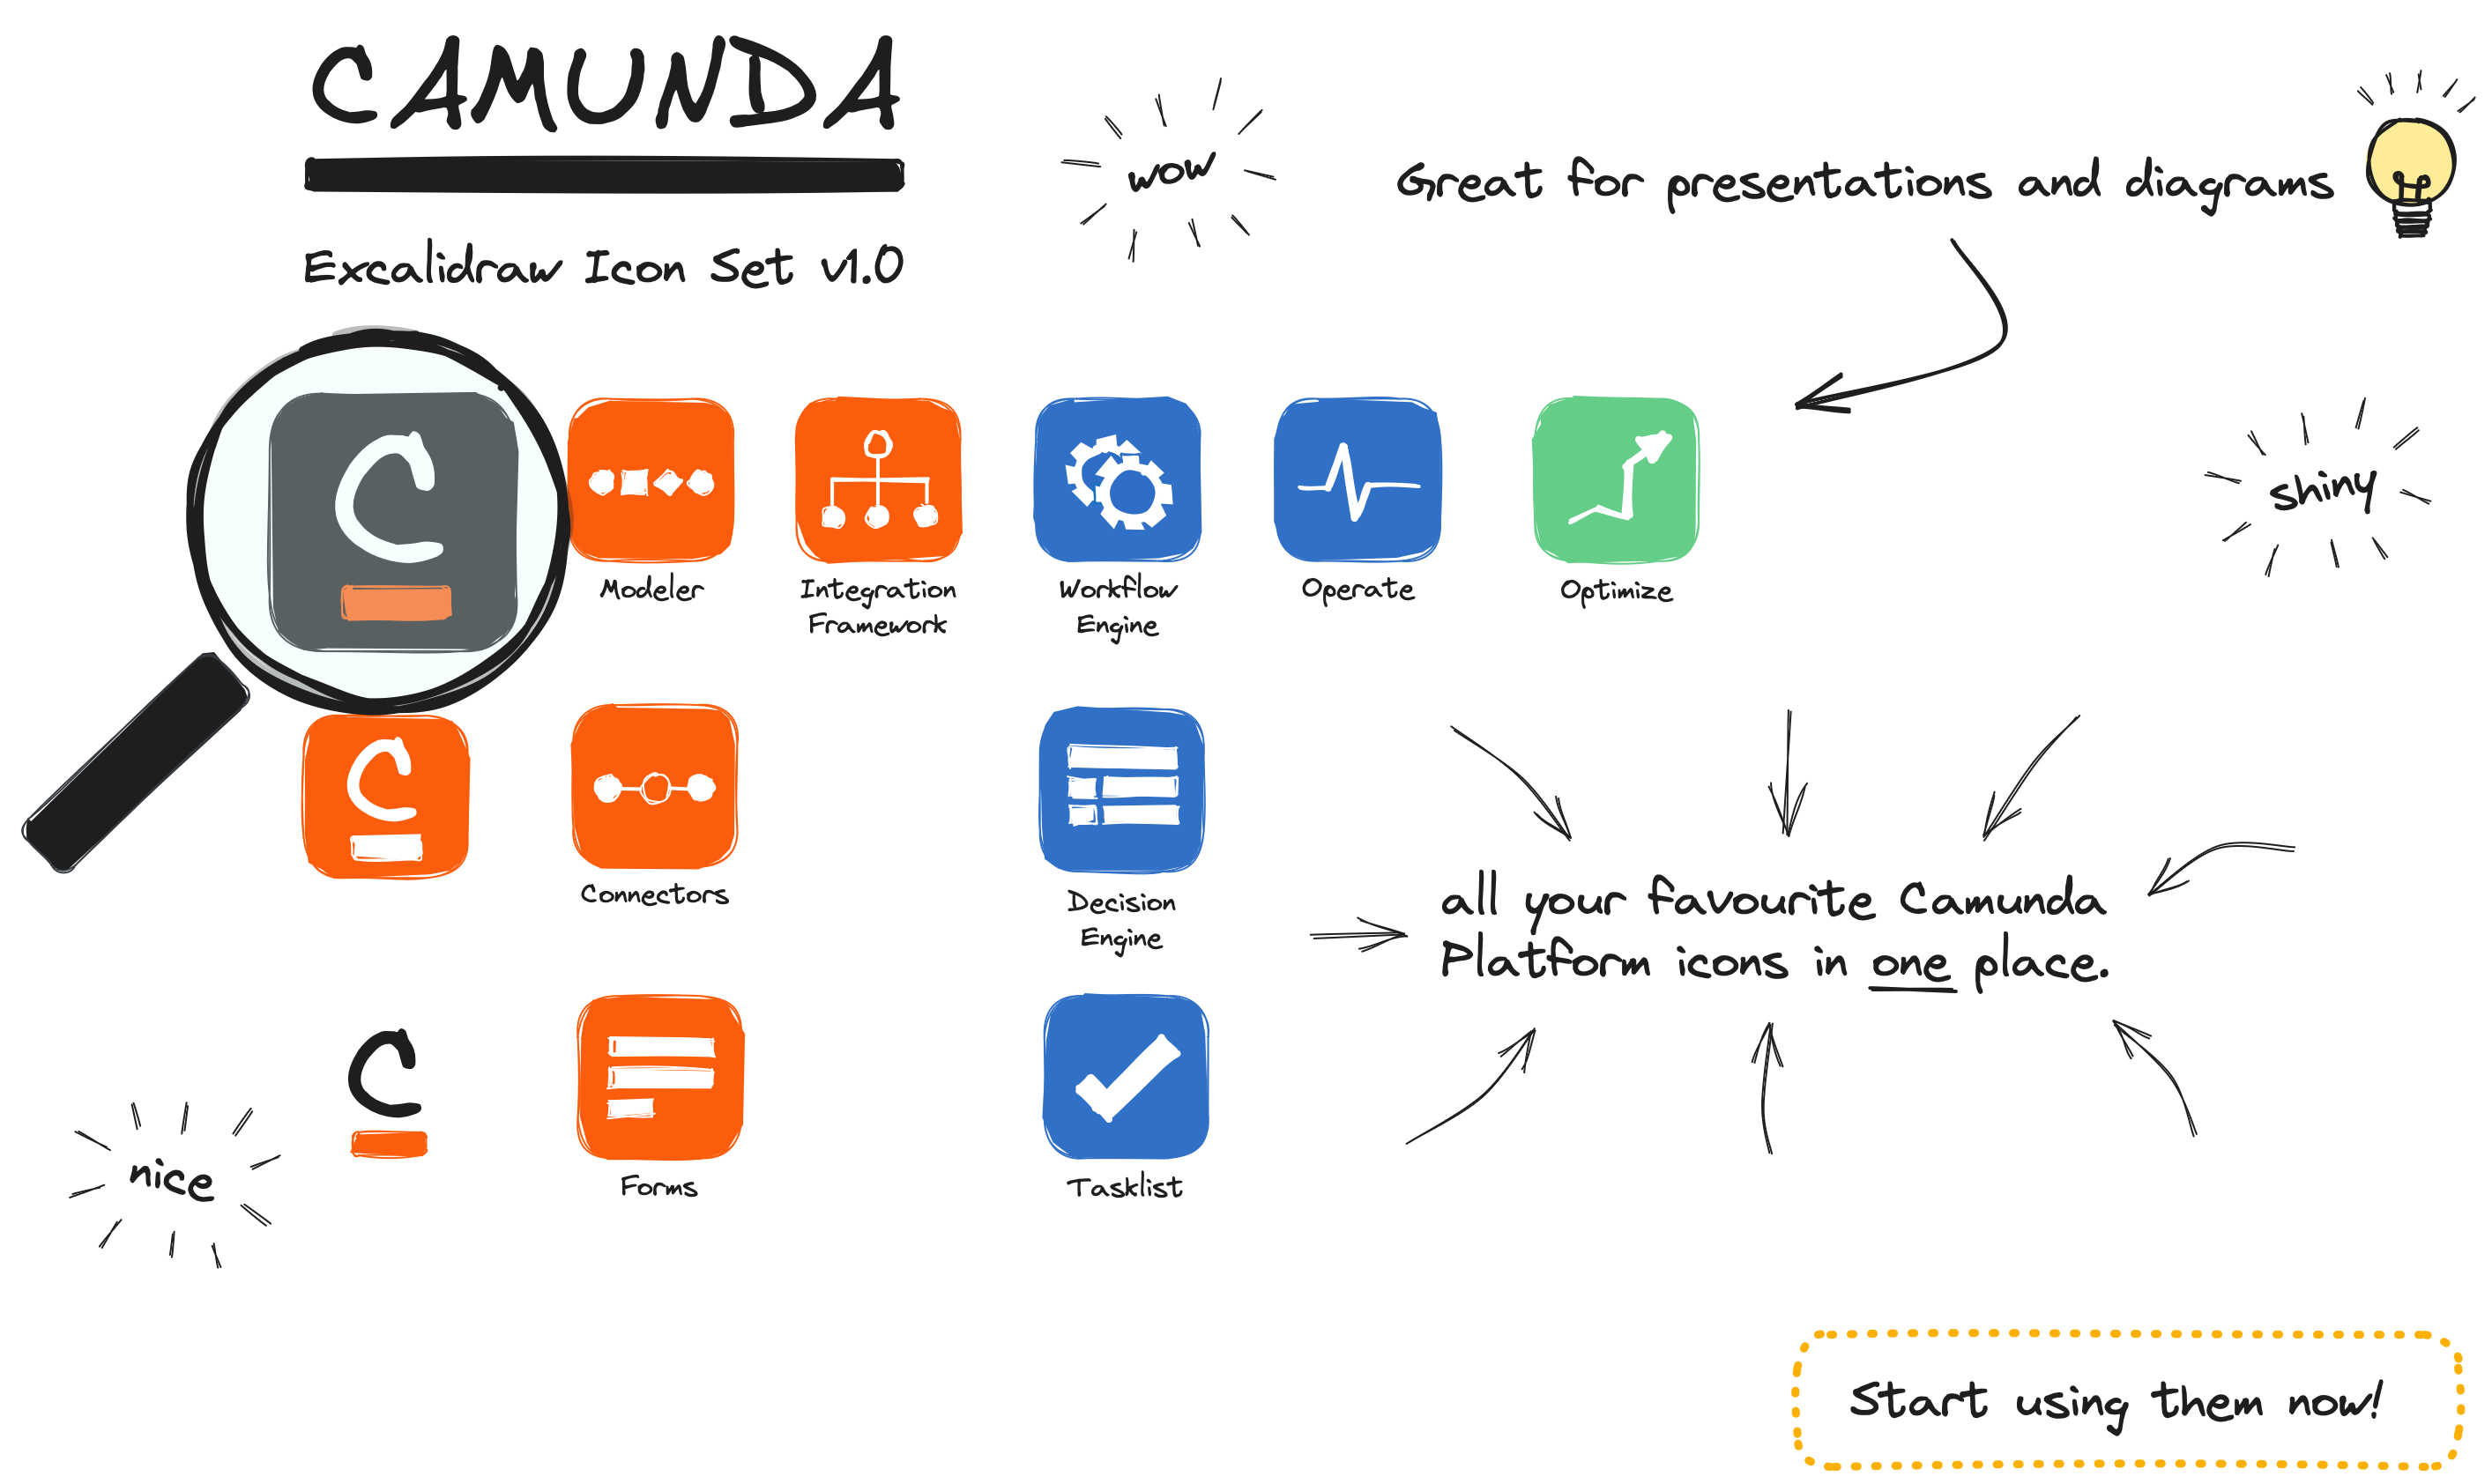 CAMUNDA
wow
Great for presentations and diagrams
Excalidraw Icon Set v1.0
C
Modeler
Integration
Framework
Workflow
Engine
Operate
Optimize
shiny
C
Connectors
Decision
Engine
all your favourite Camunda
Platform icons in one place.
C
nice
Forms
Tasklist
Start using them now!